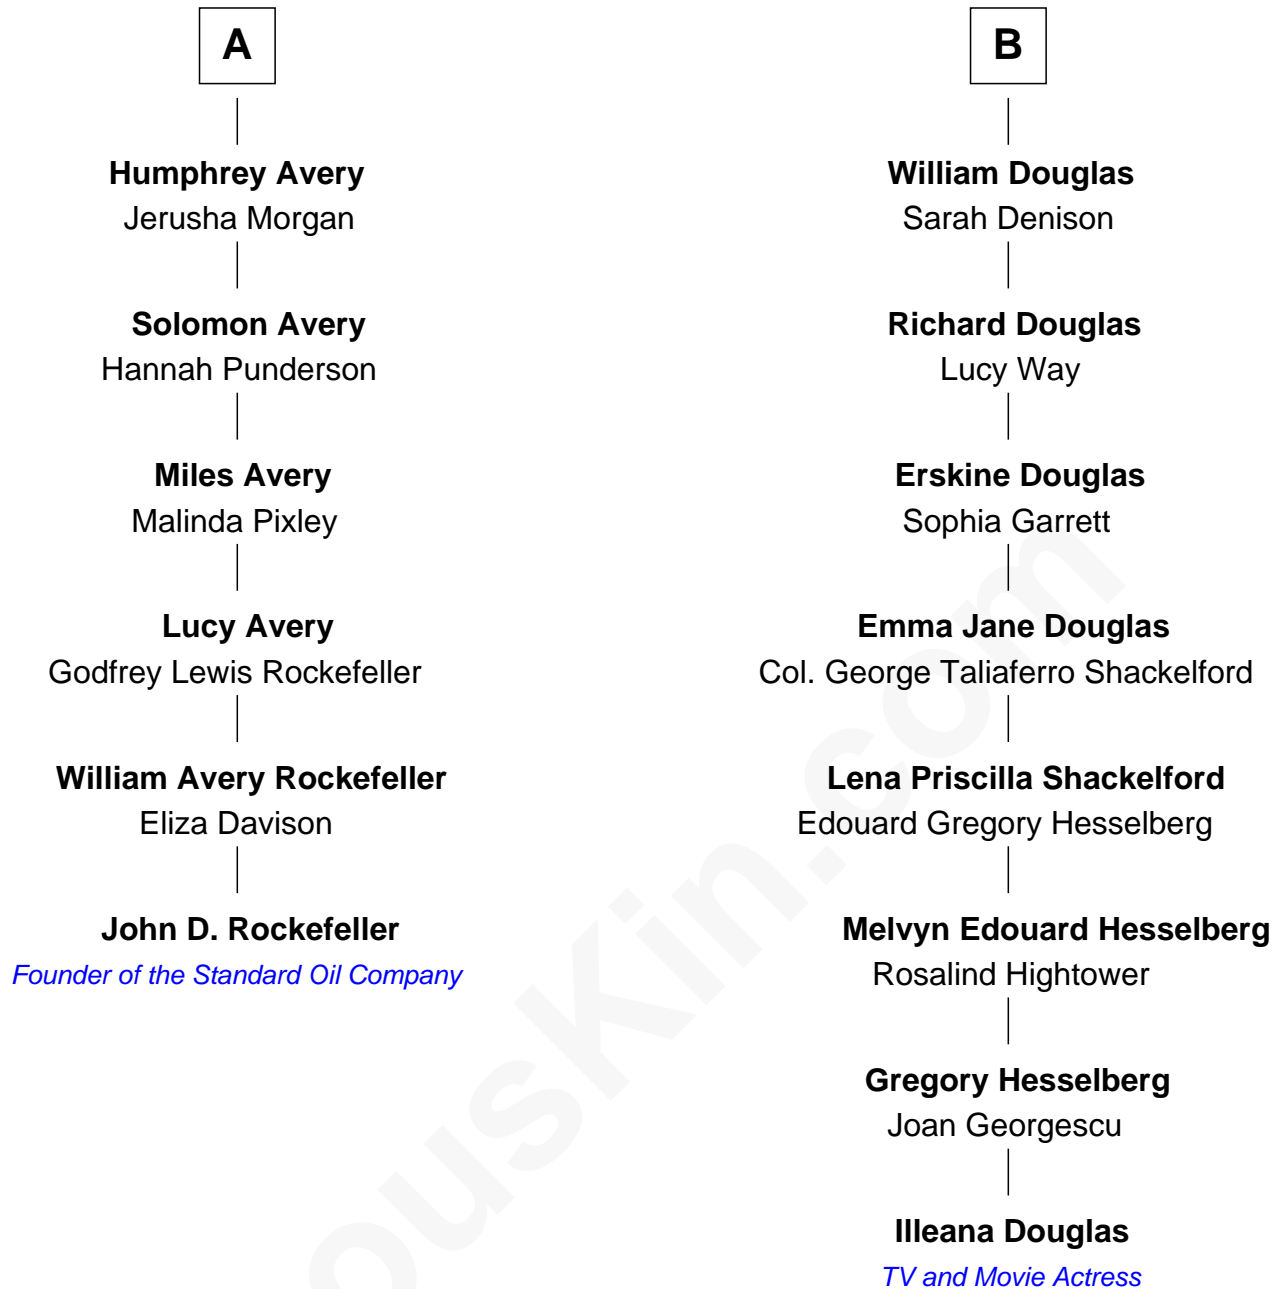 A
Humphrey Avery
Jerusha Morgan
Solomon Avery
Hannah Punderson
Miles Avery
Malinda Pixley
Lucy Avery
Godfrey Lewis Rockefeller
William Avery Rockefeller
Eliza Davison
John D. Rockefeller
Founder of the Standard Oil Company
B
William Douglas
Sarah Denison
Richard Douglas
Lucy Way
Erskine Douglas
Sophia Garrett
Emma Jane Douglas
Col. George Taliaferro Shackelford
Lena Priscilla Shackelford
Edouard Gregory Hesselberg
Melvyn Edouard Hesselberg
Rosalind Hightower
Gregory Hesselberg
Joan Georgescu
Illeana Douglas
TV and Movie Actress
ousKin.com